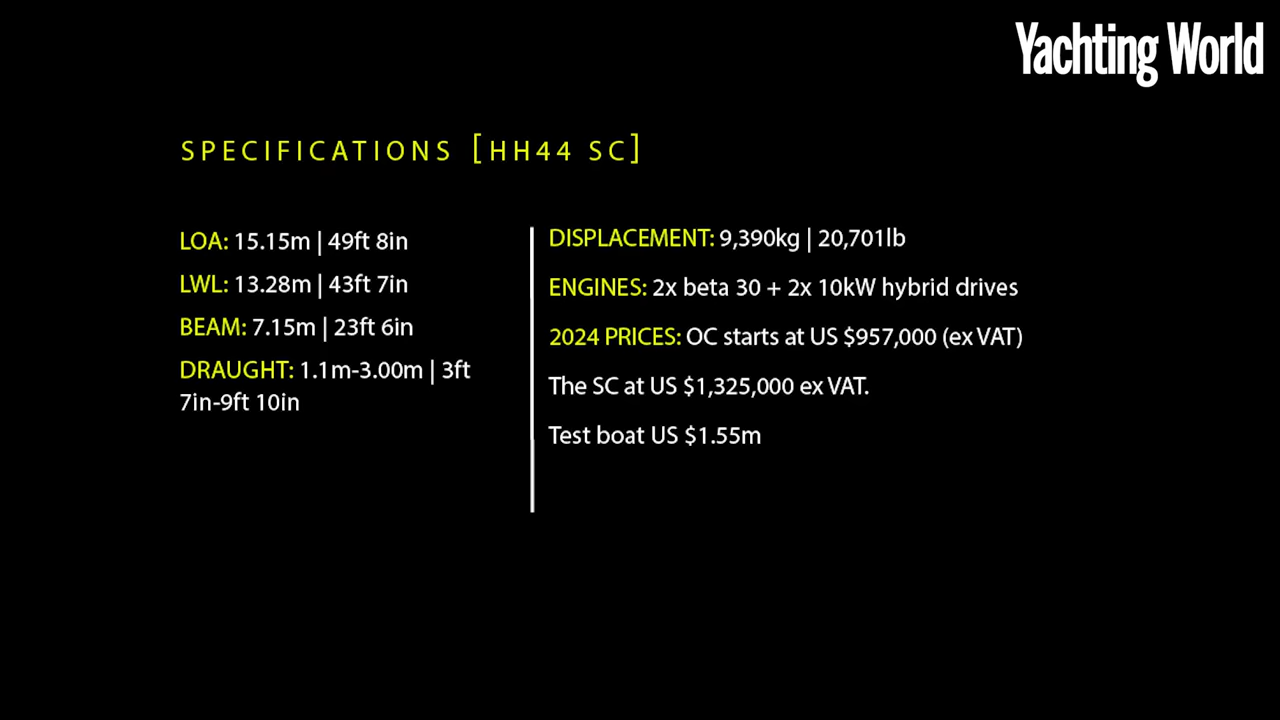 Yachting World
SPECIFICATIONS [HH44 SC]
LOA: 15.15m | 49ft 8in
LWL: 13.28m | 43ft 7in
BEAM: 7.15m | 23ft 6in
DRAUGHT: 1.1m-3.00m | 3ft
7in-9ft 10in
DISPLACEMENT: 9,390kg | 20,701lb
ENGINES: 2x beta 30 + 2x 10kW hybrid drives
2024 PRICES: OC starts at US $957,000 (ex VAT)
The SC at US $1,325,000 ex VAT.
Test boat US $1.55m